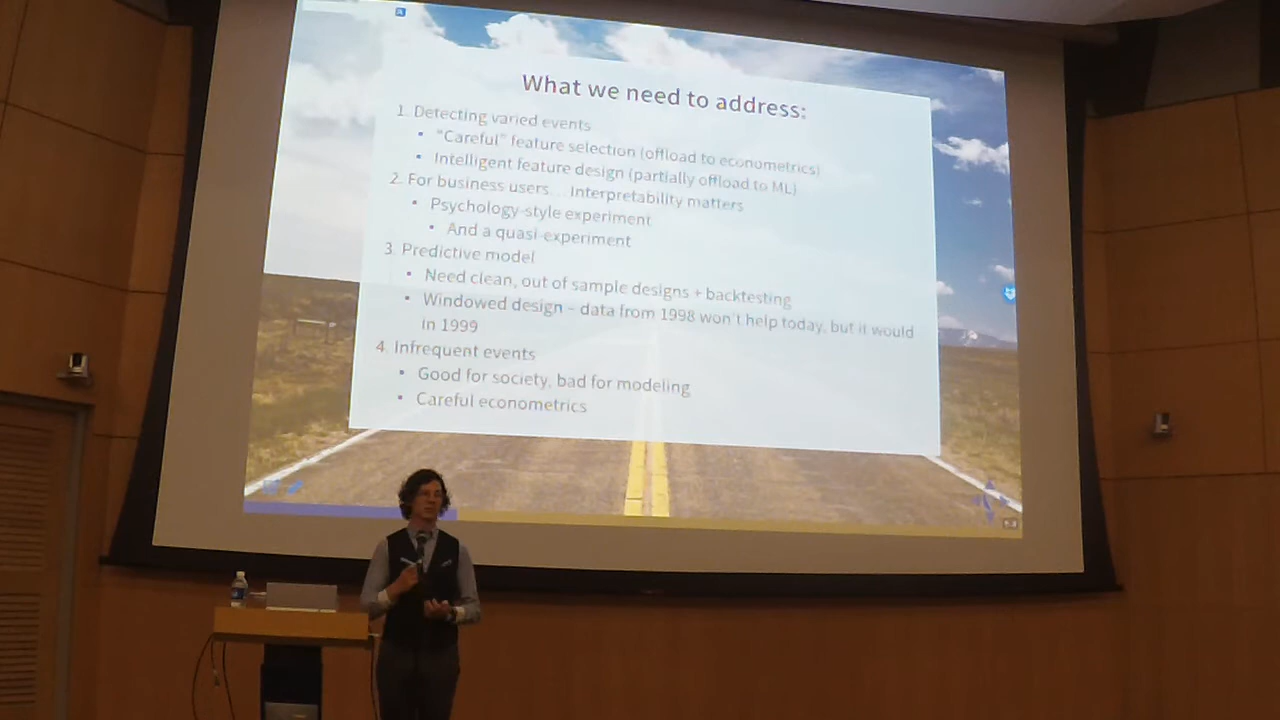 What we need to address:
1. Detecting varied events
▪ "Careful" feature selection (offload to econometrics)
▪ Intelligent feature design (partially offload to ML)
2. For business users... Interpretability matters
▪ Psychology-style experiment
▪ And a quasi-experiment
3. Predictive model
▪ Need clean, out of sample designs + backtesting
▪ Windowed design – data from 1998 won't help today, but it would
in 1999
4. Infrequent events
▪ Good for society, bad for modeling
▪ Careful econometrics